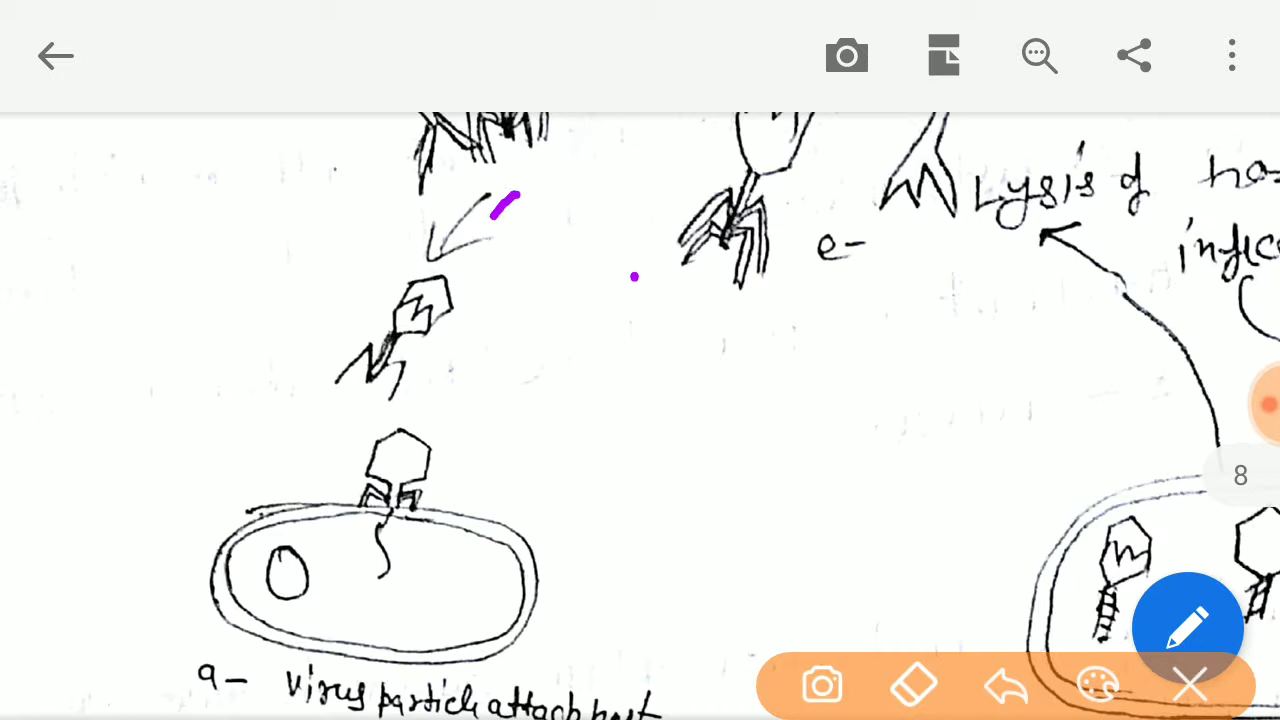 Lysis of
e-
8
a- virus particle attach host